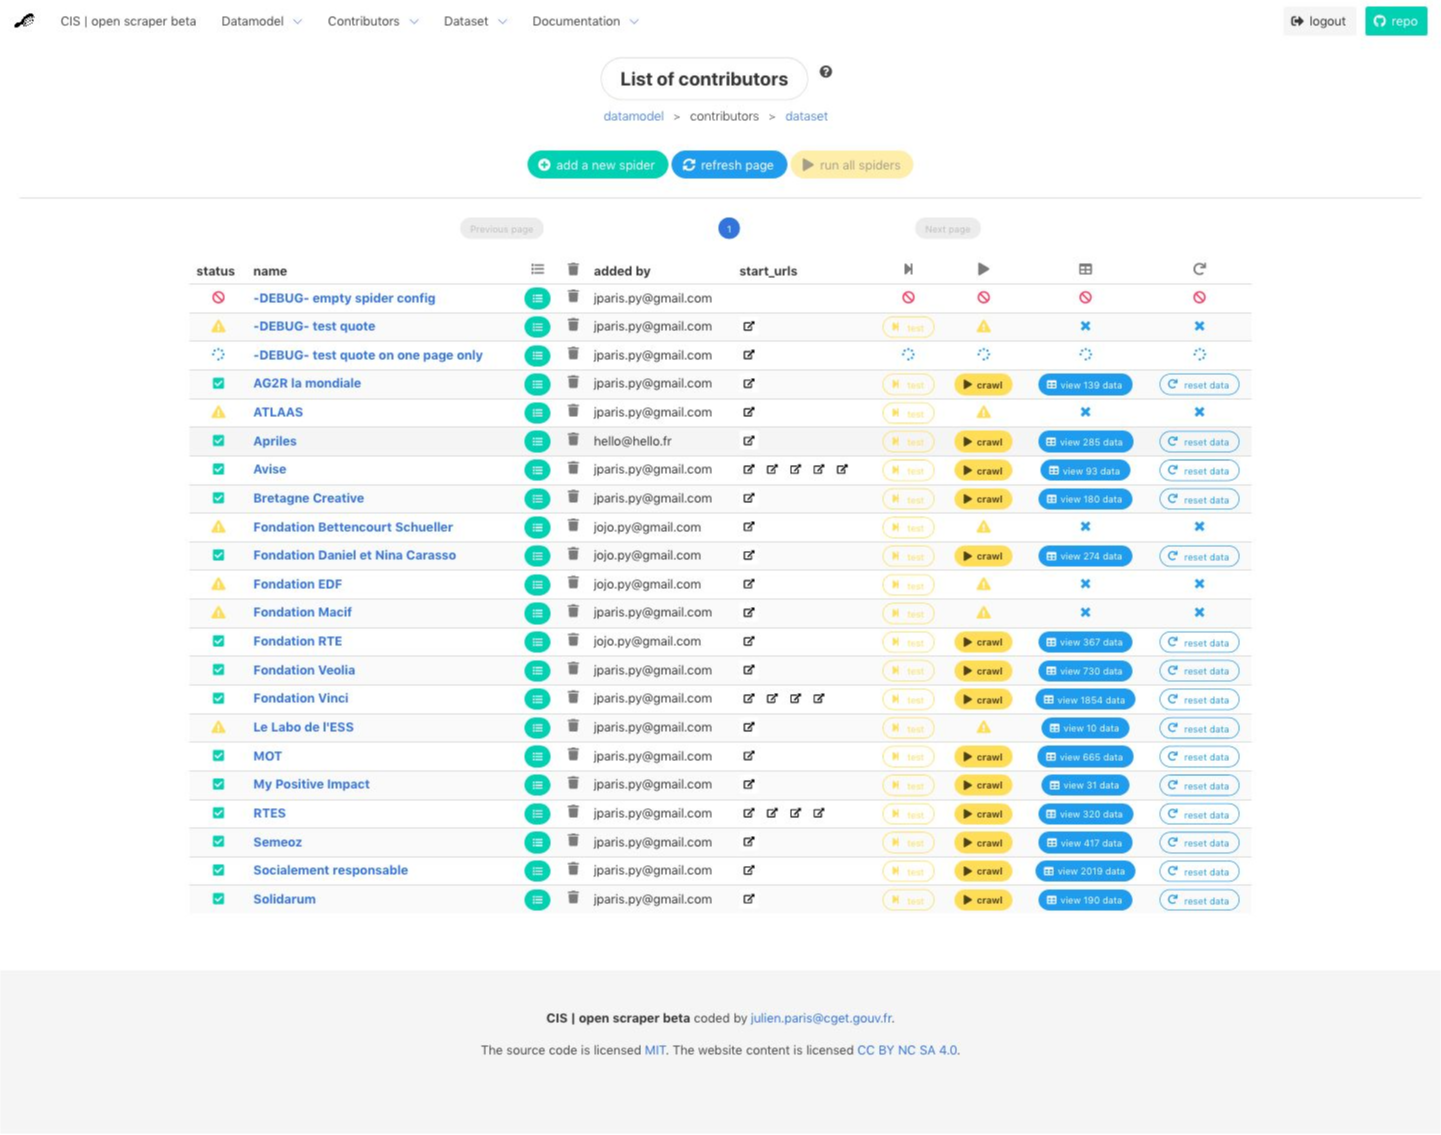 CIS | open scraper beta Datamodel Contributors Dataset Documentation logout repo
List of contributors
datamodel > contributors > dataset
add a new spider refresh page run all spiders
Previous page 1 Next page
status name added by start_urls
-DEBUG- empty spider config jparis.py@gmail.com
-DEBUG- test quote jparis.py@gmail.com test
-DEBUG- test quote on one page only jparis.py@gmail.com
AG2R la mondiale jparis.py@gmail.com test crawl view 139 data reset data
ATLAAS jparis.py@gmail.com test
Apriles hello@hello.fr test crawl view 285 data reset data
Avise jparis.py@gmail.com test crawl view 93 data reset data
Bretagne Creative jparis.py@gmail.com test crawl view 180 data reset data
Fondation Bettencourt Schueller jojo.py@gmail.com test
Fondation Daniel et Nina Carasso jojo.py@gmail.com test crawl view 274 data reset data
Fondation EDF jojo.py@gmail.com test
Fondation Macif jparis.py@gmail.com test
Fondation RTE jojo.py@gmail.com test crawl view 367 data reset data
Fondation Veolia jparis.py@gmail.com test crawl view 730 data reset data
Fondation Vinci jparis.py@gmail.com test crawl view 1854 data reset data
Le Labo de l'ESS jparis.py@gmail.com test view 10 data reset data
MOT jparis.py@gmail.com test crawl view 665 data reset data
My Positive Impact jparis.py@gmail.com test crawl view 31 data reset data
RTES jparis.py@gmail.com test crawl view 320 data reset data
Semeoz jparis.py@gmail.com test crawl view 417 data reset data
Socialement responsable jparis.py@gmail.com test crawl view 2019 data reset data
Solidarum jparis.py@gmail.com test crawl view 190 data reset data
CIS | open scraper beta coded by julien.paris@cget.gouv.fr.
The source code is licensed MIT. The website content is licensed CC BY NC SA 4.0.